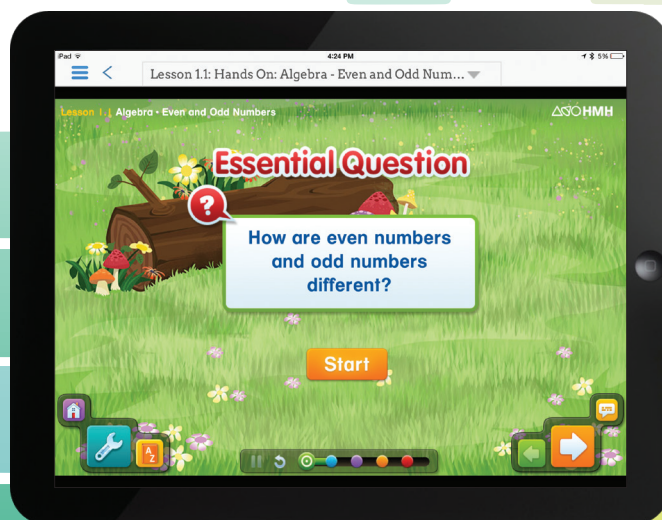 iPad
4:24 PM
5%
Lesson 1.1: Hands On: Algebra - Even and Odd Num...
Lesson 1.1 Algebra • Even and Odd Numbers
HMH
Essential Question
?
How are even numbers
and odd numbers
different?
Start
A
Z